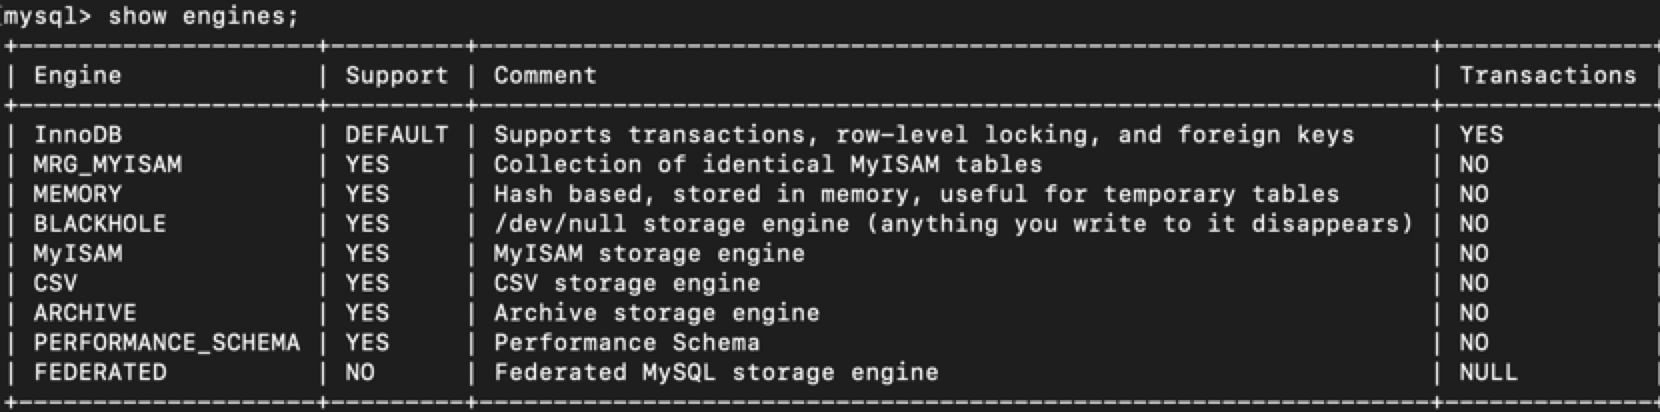 mysql> show engines;
+--------------------+---------+----------------------------------------------------------------+--------------+
| Engine             | Support | Comment                                                        | Transactions |
+--------------------+---------+----------------------------------------------------------------+--------------+
| InnoDB             | DEFAULT | Supports transactions, row-level locking, and foreign keys     | YES
| MRG_MYISAM         | YES     | Collection of identical MyISAM tables                          | NO
| MEMORY             | YES     | Hash based, stored in memory, useful for temporary tables      | NO
| BLACKHOLE          | YES     | /dev/null storage engine (anything you write to it disappears) | NO
| MyISAM             | YES     | MyISAM storage engine                                          | NO
| CSV                | YES     | CSV storage engine                                             | NO
| ARCHIVE            | YES     | Archive storage engine                                         | NO
| PERFORMANCE_SCHEMA | YES     | Performance Schema                                             | NO
| FEDERATED          | NO      | Federated MySQL storage engine                                 | NULL
+--------------------+---------+----------------------------------------------------------------+--------------+